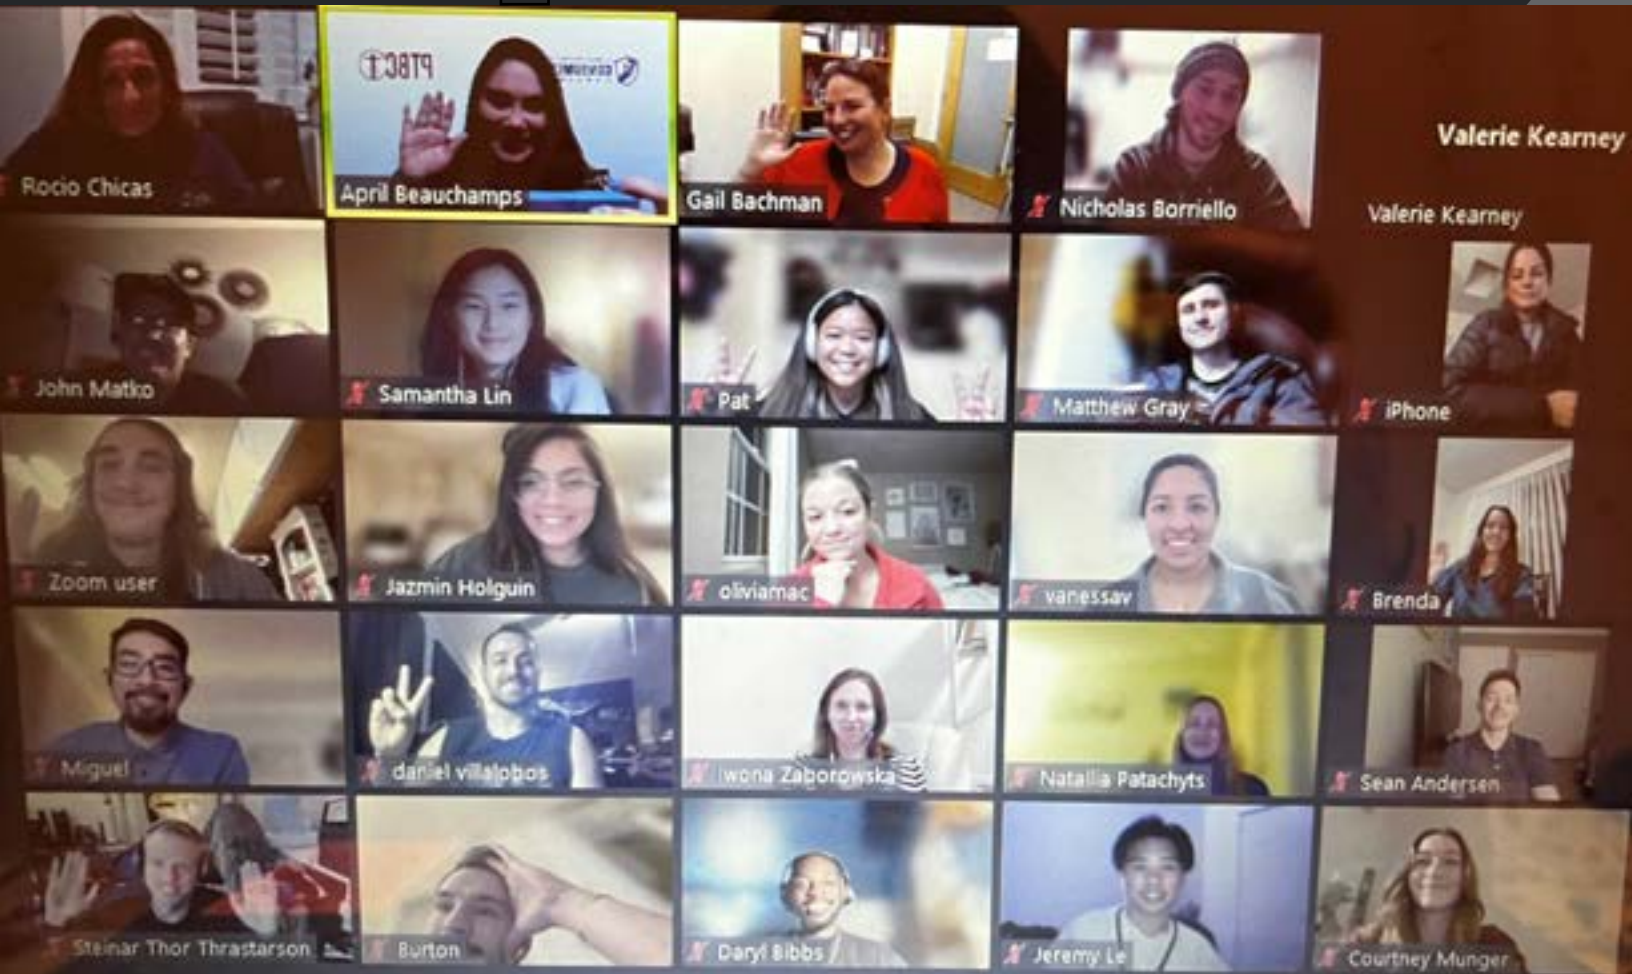 PTBC
Rocio Chicas
April Beauchamps
Gail Bachman
Nicholas Borriello
Valerie Kearney
Valerie Kearney
John Matko
Samantha Lin
Pat
Matthew Gray
iPhone
Zoom user
Jazmin Holguin
oliviamac
vanessav
Brenda
Miguel
daniel villalobos
Iwona Zaborowska
Natallia Patachyts
Sean Andersen
Steinar Thor Thrastarson
Burton
Daryl Bibbs
Jeremy Le
Courtney Munger